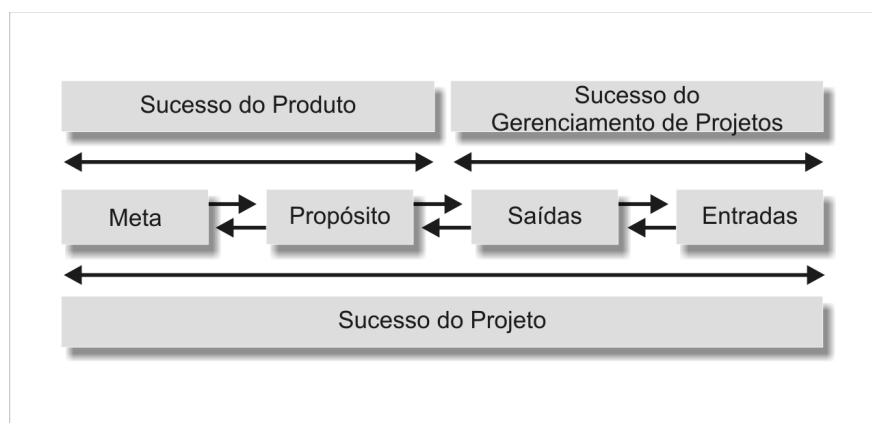 Sucesso do Produto
Sucesso do
Gerenciamento de Projetos
Meta
Propósito
Saídas
Entradas
Sucesso do Projeto